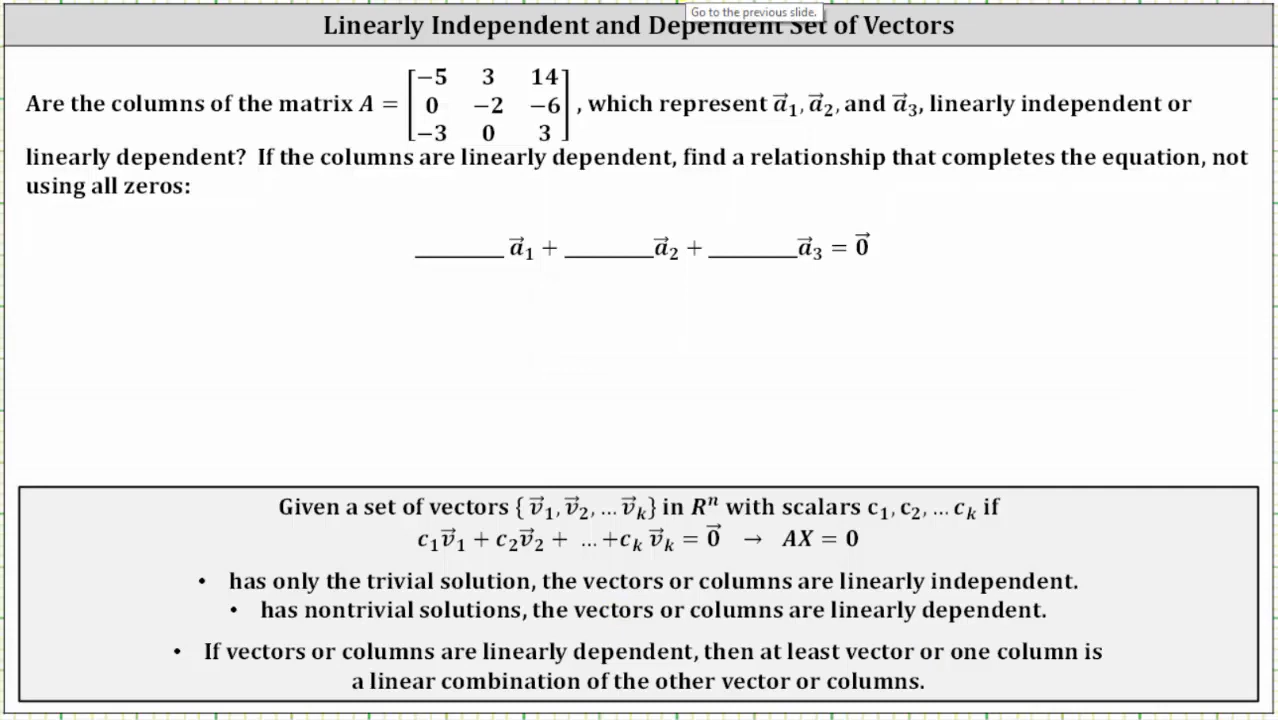 Go to the previous slide.
Linearly Independent and Dependent Set of Vectors
Are the columns of the matrix A = [−5 3 14; 0 −2 −6; −3 0 3], which represent a⃗₁, a⃗₂, and a⃗₃, linearly independent or
linearly dependent? If the columns are linearly dependent, find a relationship that completes the equation, not
using all zeros:
______ a⃗₁ + ______a⃗₂ + ______a⃗₃ = 0⃗
Given a set of vectors { v⃗₁, v⃗₂, … v⃗ₖ} in Rⁿ with scalars c₁, c₂, … cₖ if
c₁v⃗₁ + c₂v⃗₂ + … +cₖ v⃗ₖ = 0⃗ → AX = 0
• has only the trivial solution, the vectors or columns are linearly independent.
• has nontrivial solutions, the vectors or columns are linearly dependent.
• If vectors or columns are linearly dependent, then at least vector or one column is
a linear combination of the other vector or columns.